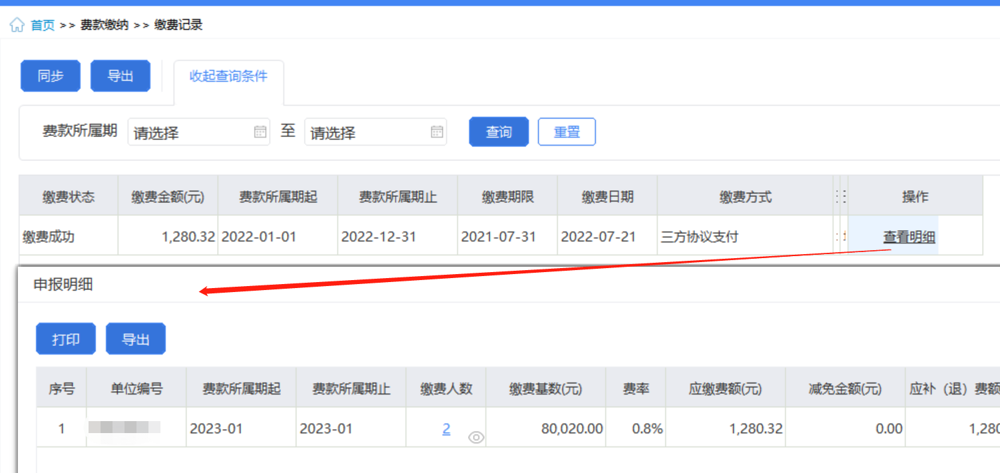 首页 >> 费款缴纳 >> 缴费记录
同步 导出 收起查询条件
费款所属期 请选择 至 请选择 查询 重置
缴费状态 缴费金额(元) 费款所属期起 费款所属期止 缴费期限 缴费日期 缴费方式 操作
缴费成功 1,280.32 2022-01-01 2022-12-31 2021-07-31 2022-07-21 三方协议支付 查看明细
申报明细
打印 导出
序号 单位编号 费款所属期起 费款所属期止 缴费人数 缴费基数(元) 费率 应缴费额(元) 减免金额(元) 应补（退）费额
1 2023-01 2023-01 2 80,020.00 0.8% 1,280.32 0.00 1,280